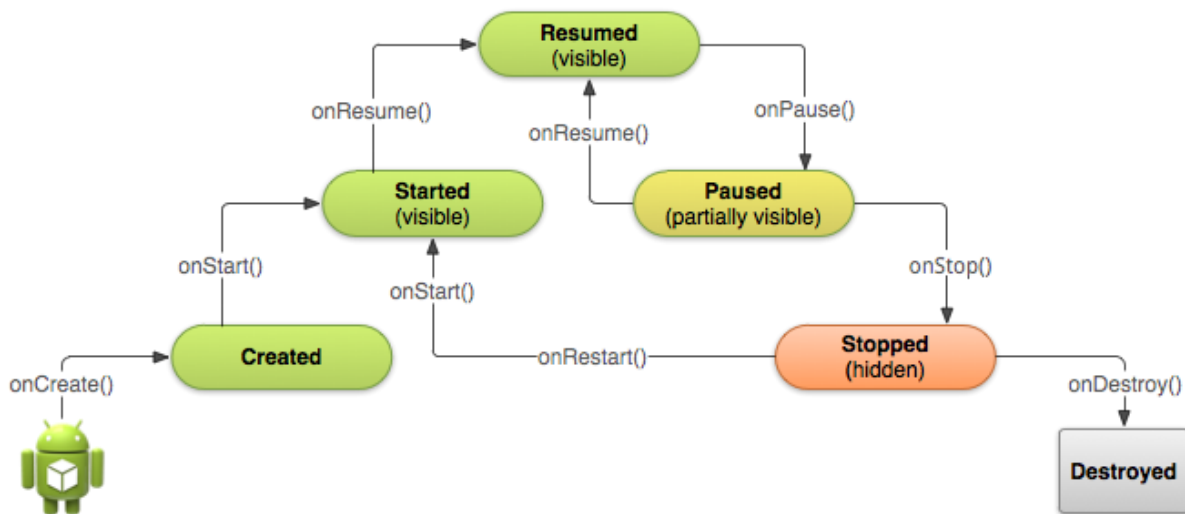 Resumed
(visible)
onResume()
onResume()
onPause()
Started
(visible)
Paused
(partially visible)
onStart()
onStart()
onStop()
Created
onRestart()
Stopped
(hidden)
onCreate()
onDestroy()
Destroyed